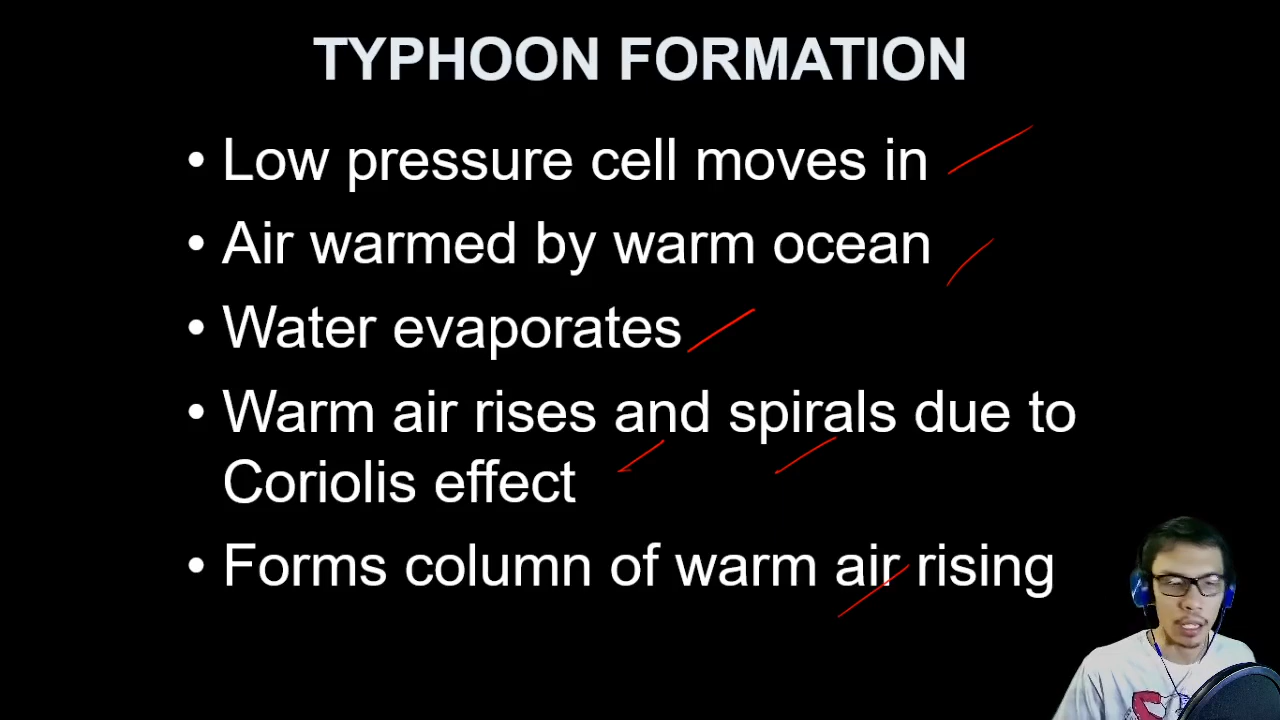 TYPHOON FORMATION
• Low pressure cell moves in
• Air warmed by warm ocean
• Water evaporates
• Warm air rises and spirals due to
Coriolis effect
• Forms column of warm air rising